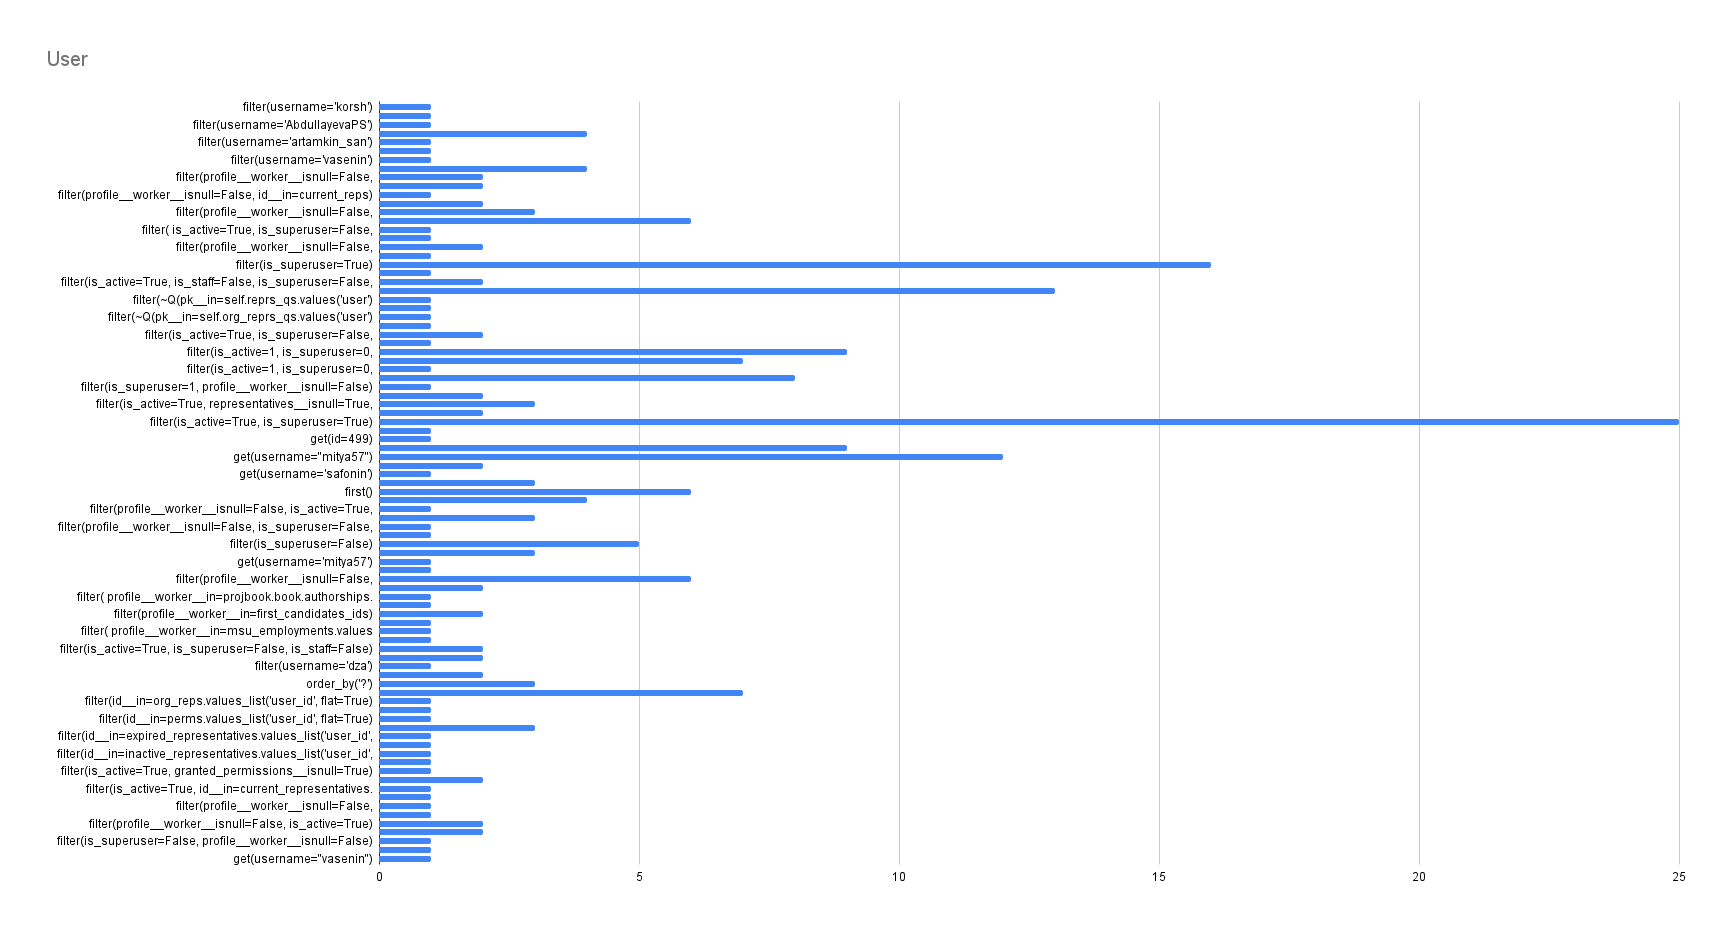 User
filter(username='korsh')
filter(username='AbdullayevaPS')
filter(username='artamkin_san')
filter(username='vasenin')
filter(profile__worker__isnull=False,
filter(profile__worker__isnull=False, id__in=current_reps)
filter(profile__worker__isnull=False,
filter( is_active=True, is_superuser=False,
filter(profile__worker__isnull=False,
filter(is_superuser=True)
filter(is_active=True, is_staff=False, is_superuser=False,
filter(~Q(pk__in=self.reprs_qs.values('user')
filter(~Q(pk__in=self.org_reprs_qs.values('user')
filter(is_active=True, is_superuser=False,
filter(is_active=1, is_superuser=0,
filter(is_active=1, is_superuser=0,
filter(is_superuser=1, profile__worker__isnull=False)
filter(is_active=True, representatives__isnull=True,
filter(is_active=True, is_superuser=True)
get(id=499)
get(username="mitya57")
get(username='safonin')
first()
filter(profile__worker__isnull=False, is_active=True,
filter(profile__worker__isnull=False, is_superuser=False,
filter(is_superuser=False)
get(username='mitya57')
filter(profile__worker__isnull=False,
filter( profile__worker__in=projbook.book.authorships.
filter(profile__worker__in=first_candidates_ids)
filter( profile__worker__in=msu_employments.values
filter(is_active=True, is_superuser=False, is_staff=False)
filter(username='dza')
order_by('?')
filter(id__in=org_reps.values_list('user_id', flat=True)
filter(id__in=perms.values_list('user_id', flat=True)
filter(id__in=expired_representatives.values_list('user_id',
filter(id__in=inactive_representatives.values_list('user_id',
filter(is_active=True, granted_permissions__isnull=True)
filter(is_active=True, id__in=current_representatives.
filter(profile__worker__isnull=False,
filter(profile__worker__isnull=False, is_active=True)
filter(is_superuser=False, profile__worker__isnull=False)
get(username="vasenin")
0 5 10 15 20 25